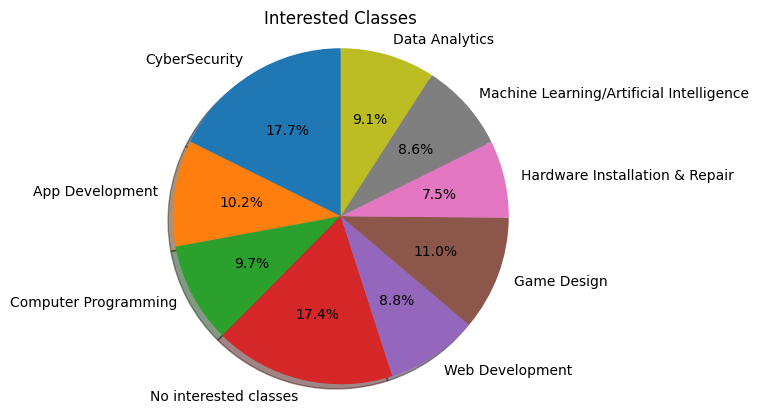 Interested Classes
CyberSecurity
17.7%
App Development
10.2%
Computer Programming
9.7%
No interested classes
17.4%
Web Development
8.8%
Game Design
11.0%
Hardware Installation & Repair
7.5%
Machine Learning/Artificial Intelligence
8.6%
Data Analytics
9.1%